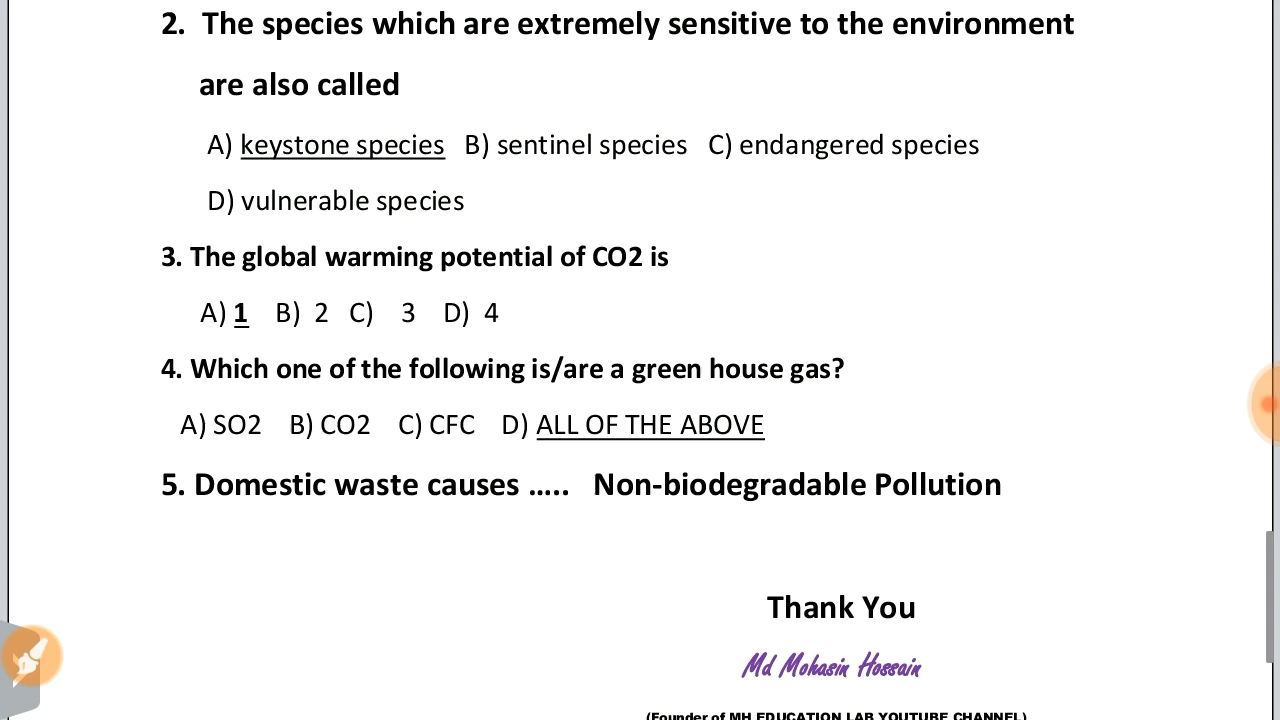 2. The species which are extremely sensitive to the environment
are also called
A) keystone species B) sentinel species C) endangered species
D) vulnerable species
3. The global warming potential of CO2 is
A) 1 B) 2 C) 3 D) 4
4. Which one of the following is/are a green house gas?
A) SO2 B) CO2 C) CFC D) ALL OF THE ABOVE
5. Domestic waste causes ..... Non-biodegradable Pollution
Thank You
Md Mohasin Hossain
(Founder of MH EDUCATION LAB YOUTUBE CHANNEL)